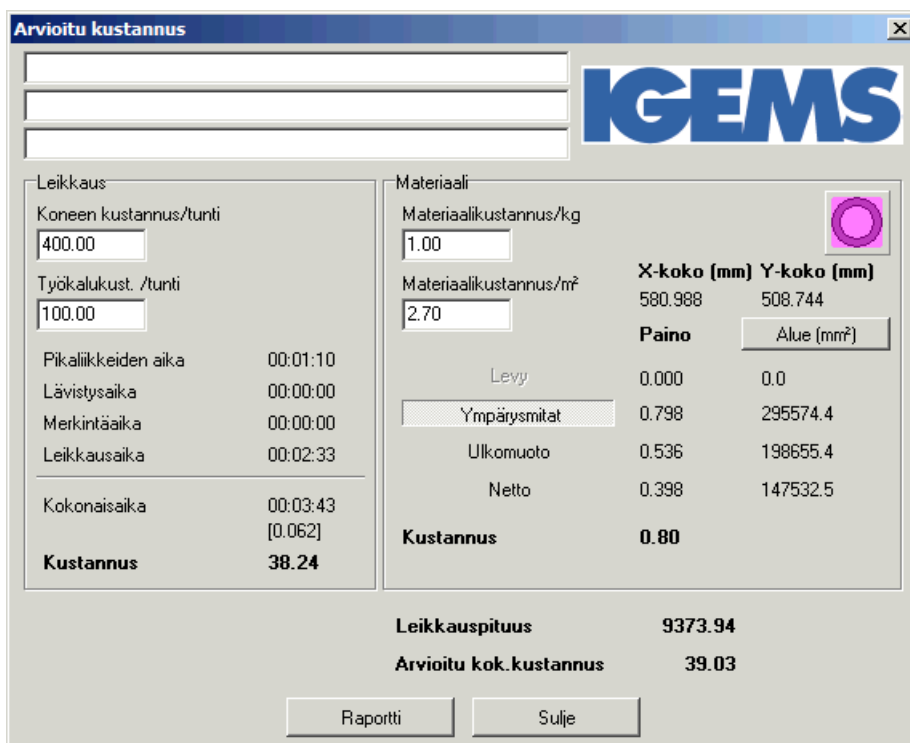 Arvioitu kustannus
IGEMS
Leikkaus
Koneen kustannus/tunti
400.00
Työkalukust. /tunti
100.00
Pikaliikkeiden aika 00:01:10
Lävistysaika 00:00:00
Merkintäaika 00:00:00
Leikkausaika 00:02:33
Kokonaisaika 00:03:43
[0.062]
Kustannus 38.24
Materiaali
Materiaalikustannus/kg
1.00
Materiaalikustannus/m²
2.70
X-koko (mm) Y-koko (mm)
580.988 508.744
Paino Alue (mm²)
Levy 0.000 0.0
Ympärysmitat 0.798 295574.4
Ulkomuoto 0.536 198655.4
Netto 0.398 147532.5
Kustannus 0.80
Leikkauspituus 9373.94
Arvioitu kok.kustannus 39.03
Raportti Sulje